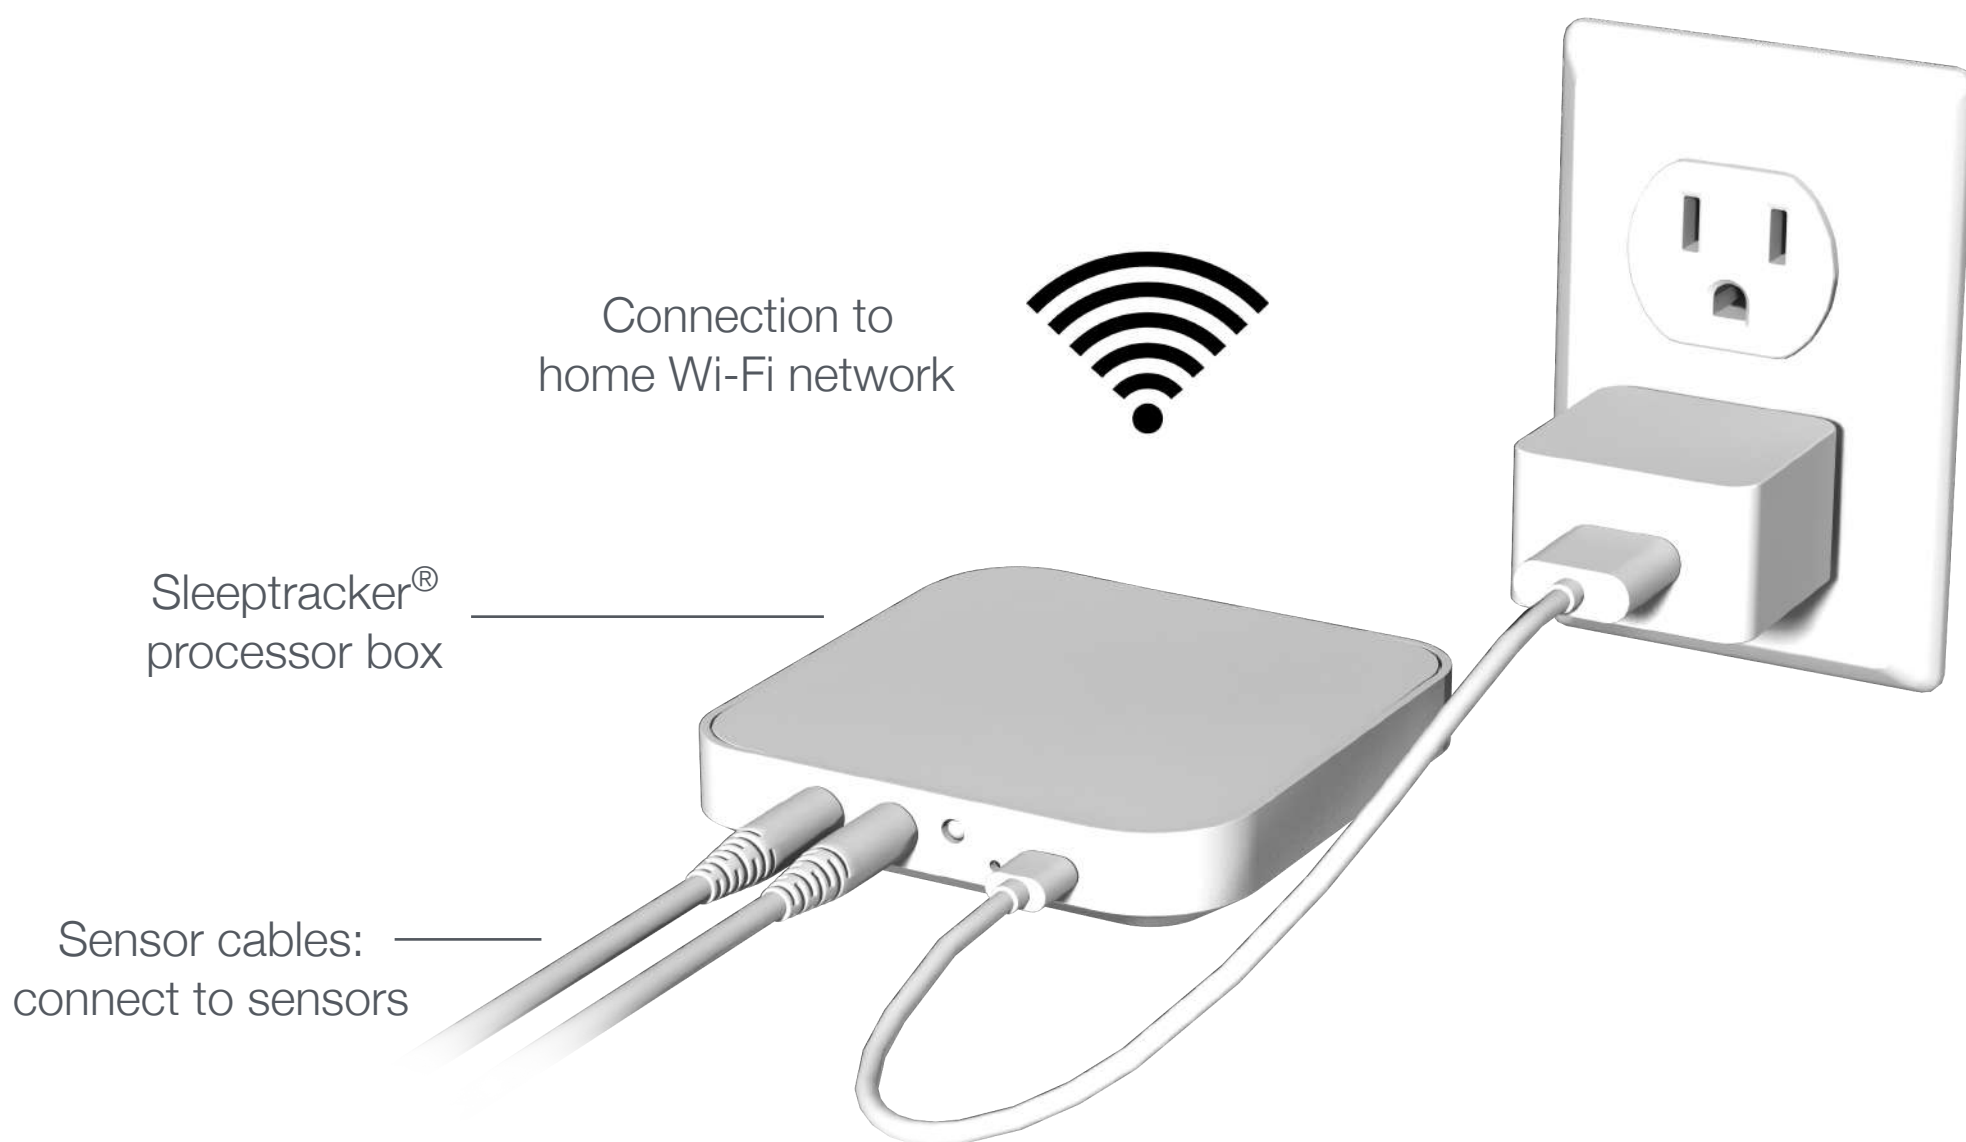 Connection to
home Wi-Fi network
Sleeptracker®
processor box
Sensor cables:
connect to sensors